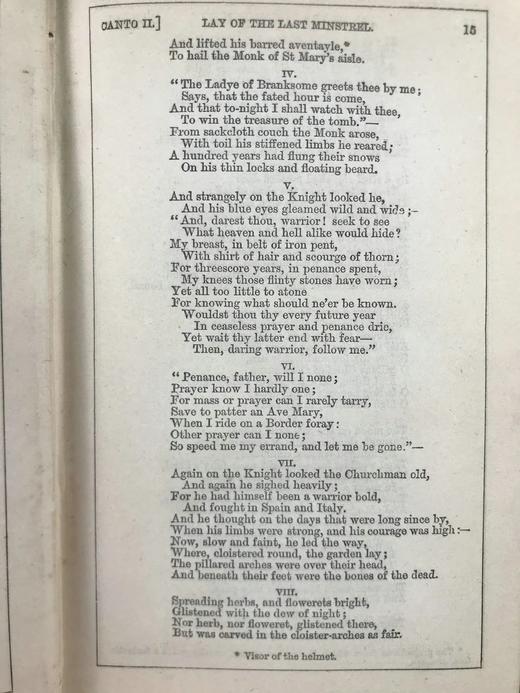 CANTO II.] LAY OF THE LAST MINSTREL. 15
And lifted his barred aventayle,*
To hail the Monk of St Mary's aisle.
IV.
“The Ladye of Branksome greets thee by me;
Says, that the fated hour is come,
And that to-night I shall watch with thee,
To win the treasure of the tomb.”—
From sackcloth couch the Monk arose,
With toil his stiffened limbs he reared;
A hundred years had flung their snows
On his thin locks and floating beard.
V.
And strangely on the Knight looked he,
And his blue eyes gleamed wild and wide;-
“And, darest thou, warrior! seek to see
What heaven and hell alike would hide?
My breast, in belt of iron pent,
With shirt of hair and scourge of thorn;
For threescore years, in penance spent,
My knees those flinty stones have worn;
Yet all too little to atone
For knowing what should ne'er be known.
Wouldst thou thy every future year
In ceaseless prayer and penance drie,
Yet wait thy latter end with fear—
Then, daring warrior, follow me.”
VI.
“Penance, father, will I none;
Prayer know I hardly one;
For mass or prayer can I rarely tarry,
Save to patter an Ave Mary,
When I ride on a Border foray:
Other prayer can I none;
So speed me my errand, and let me be gone.”—
VII.
Again on the Knight looked the Churchman old,
And again he sighed heavily;
For he had himself been a warrior bold,
And fought in Spain and Italy.
And he thought on the days that were long since by,
When his limbs were strong, and his courage was high:—
Now, slow and faint, he led the way,
Where, cloistered round, the garden lay;
The pillared arches were over their head,
And beneath their feet were the bones of the dead.
VIII.
Spreading herbs, and flowerets bright,
Glistened with the dew of night;
Nor herb, nor floweret, glistened there,
But was carved in the cloister-arches as fair.
* Visor of the helmet.